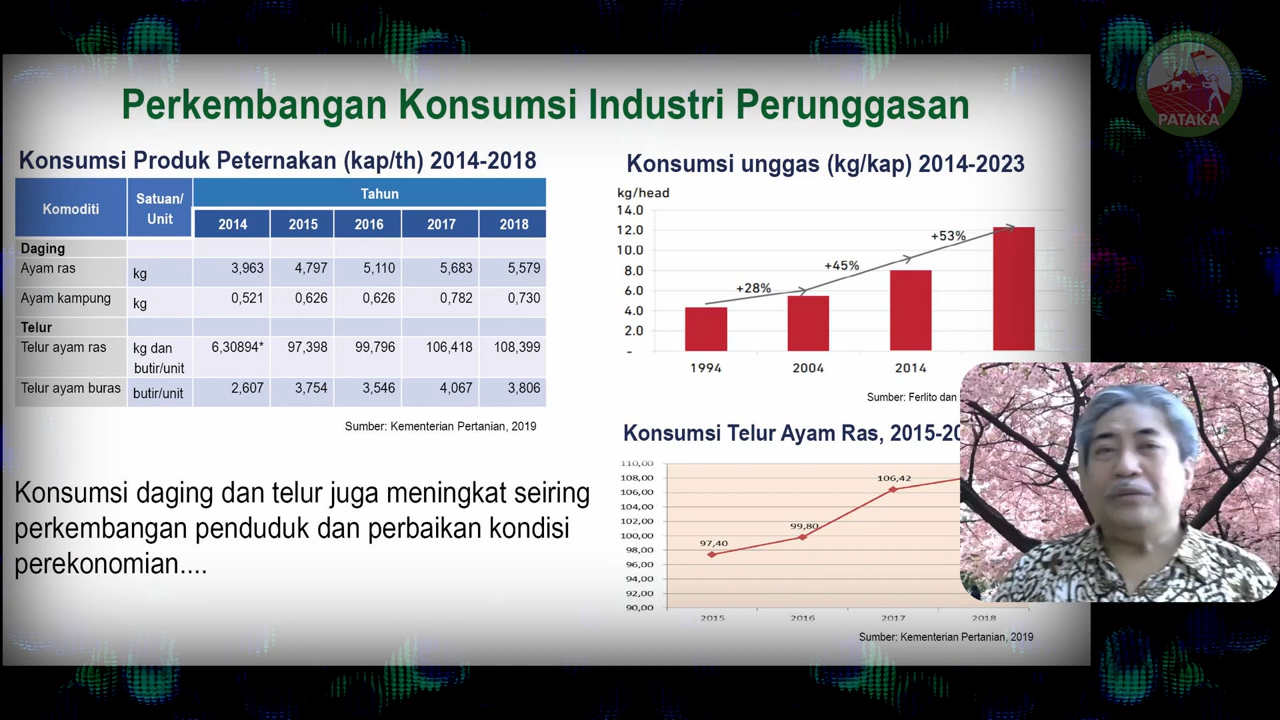 PATAKA
Perkembangan Konsumsi Industri Perunggasan
Konsumsi Produk Peternakan (kap/th) 2014-2018
Komoditi
Satuan/
Unit
Tahun
2014 2015 2016 2017 2018
Daging
Ayam ras kg 3,963 4,797 5,110 5,683 5,579
Ayam kampung kg 0,521 0,626 0,626 0,782 0,730
Telur
Telur ayam ras kg dan 6,30894* 97,398 99,796 106,418 108,399
butir/unit
Telur ayam buras butir/unit 2,607 3,754 3,546 4,067 3,806
Sumber: Kementerian Pertanian, 2019
Konsumsi daging dan telur juga meningkat seiring
perkembangan penduduk dan perbaikan kondisi
perekonomian....
Konsumsi unggas (kg/kap) 2014-2023
kg/head
14.0
12.0
10.0
8.0
6.0
4.0
2.0
-
+28%
+45%
+53%
1994 2004 2014
Sumber: Ferlito dan
Konsumsi Telur Ayam Ras, 2015-20
110,00
108,00
106,00
104,00
102,00
100,00
98,00
96,00
94,00
92,00
90,00
97,40
99,80
106,42
2015 2016 2017 2018
Sumber: Kementerian Pertanian, 2019